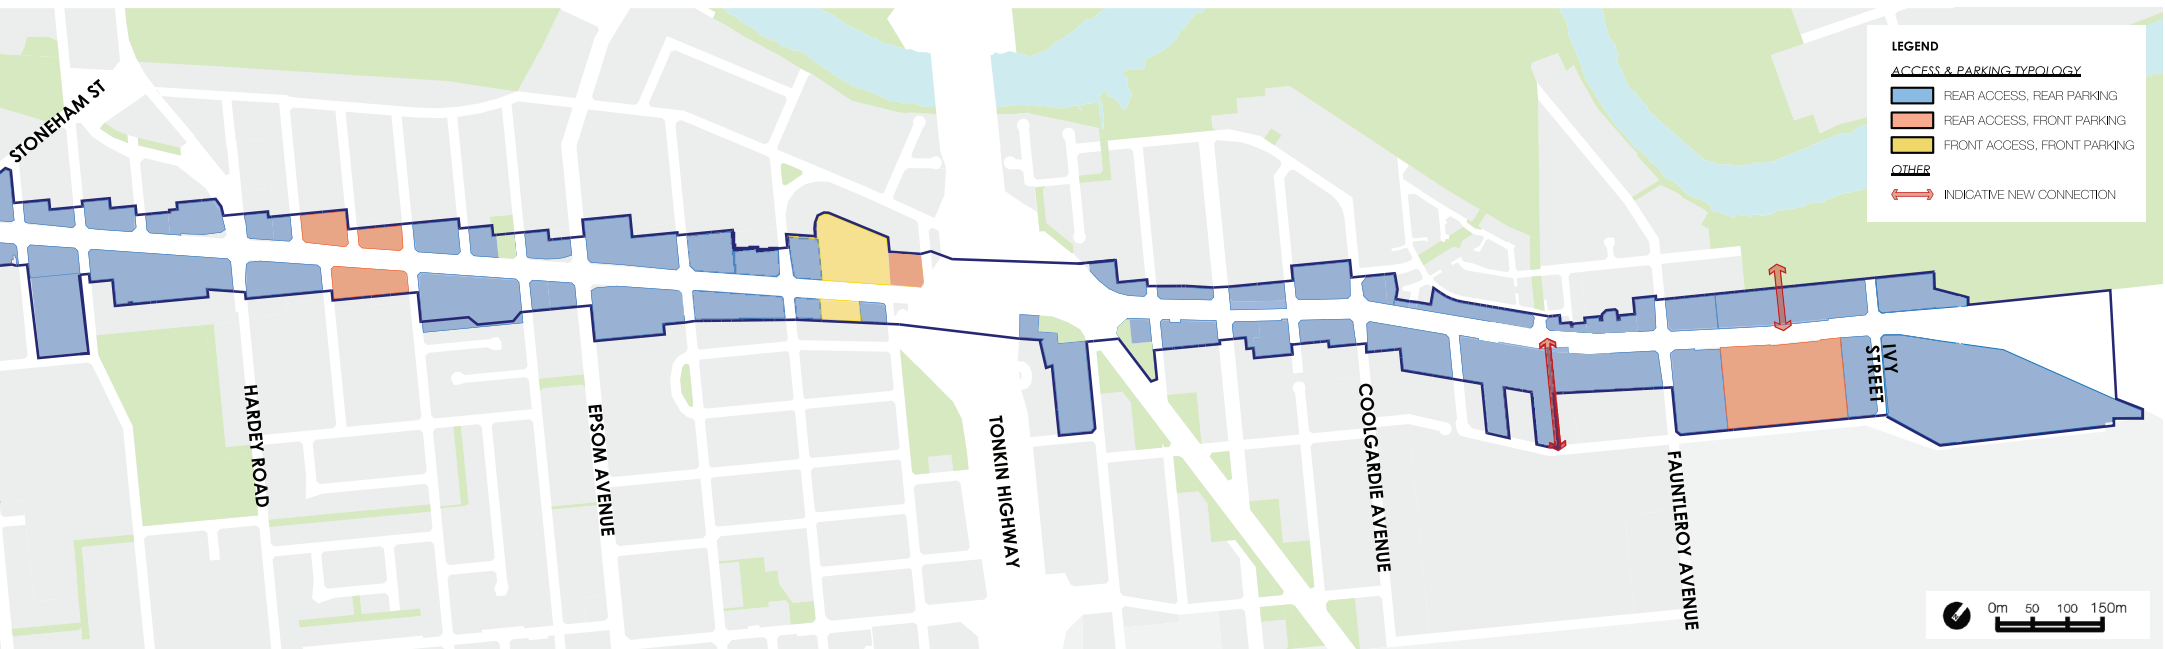 STONEHAM ST
HARDEY ROAD
EPSOM AVENUE
TONKIN HIGHWAY
COOLGARDIE AVENUE
FAUNTLEROY AVENUE
IVY
STREET
LEGEND
ACCESS & PARKING TYPOLOGY
REAR ACCESS, REAR PARKING
REAR ACCESS, FRONT PARKING
FRONT ACCESS, FRONT PARKING
OTHER
INDICATIVE NEW CONNECTION
0m 50 100 150m